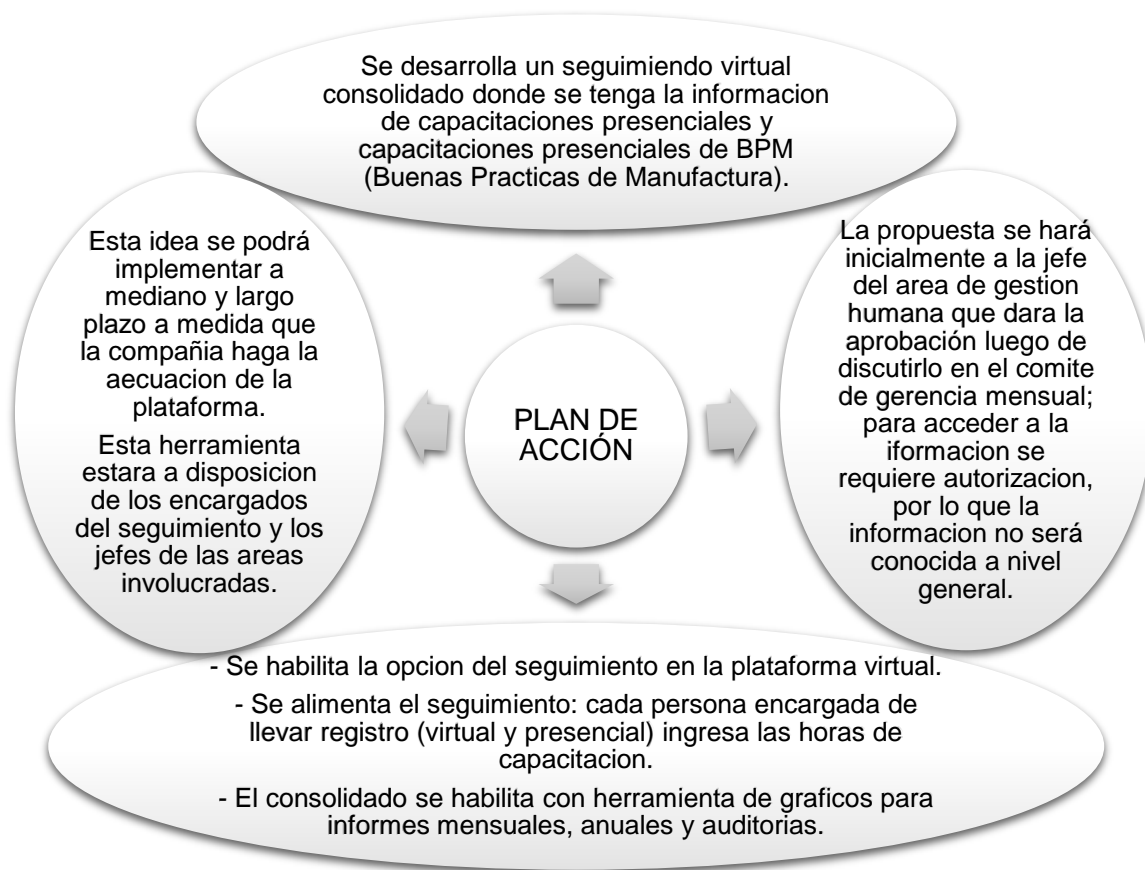 Se desarrolla un seguimiendo virtual
consolidado donde se tenga la informacion
de capacitaciones presenciales y
capacitaciones presenciales de BPM
(Buenas Practicas de Manufactura).
Esta idea se podrá
implementar a
mediano y largo
plazo a medida que
la compañia haga la
aecuacion de la
plataforma.
Esta herramienta
estara a disposicion
de los encargados
del seguimiento y los
jefes de las areas
involucradas.
PLAN DE
ACCIÓN
La propuesta se hará
inicialmente a la jefe
del area de gestion
humana que dara la
aprobación luego de
discutirlo en el comite
de gerencia mensual;
para acceder a la
iformacion se
requiere autorizacion,
por lo que la
informacion no será
conocida a nivel
general.
- Se habilita la opcion del seguimiento en la plataforma virtual.
- Se alimenta el seguimiento: cada persona encargada de
llevar registro (virtual y presencial) ingresa las horas de
capacitacion.
- El consolidado se habilita con herramienta de graficos para
informes mensuales, anuales y auditorias.